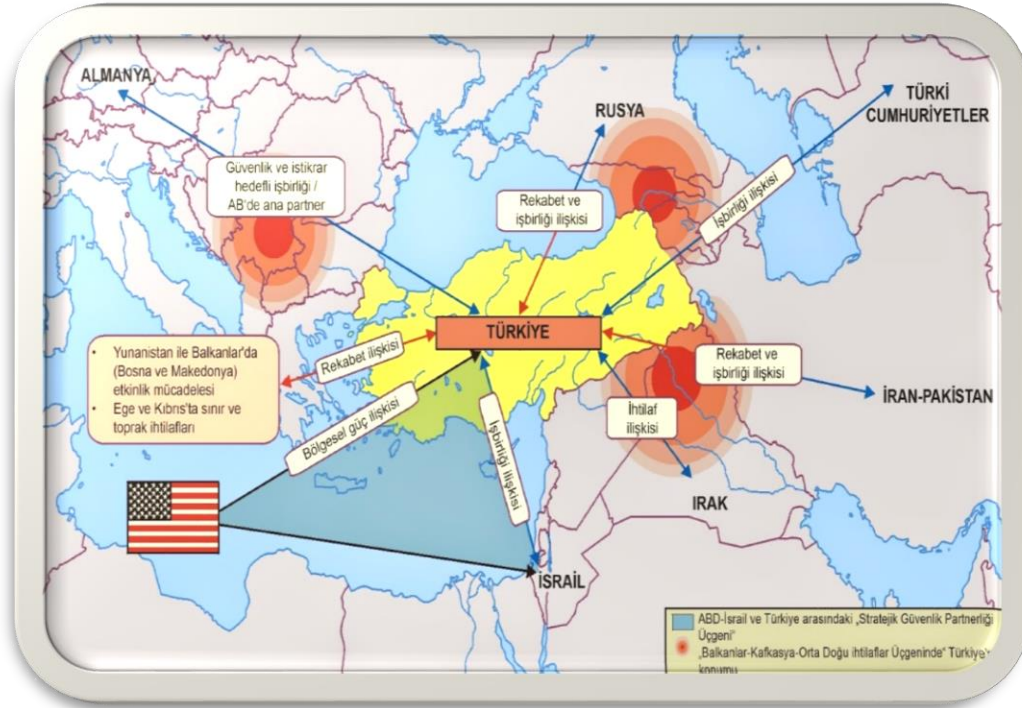 ALMANYA
RUSYA
TÜRKİ
CUMHURİYETLER
Güvenlik ve istikrar
hedefli işbirliği /
AB'de ana partner
Rekabet ve
işbirliği ilişkisi
İşbirliği ilişkisi
TÜRKİYE
Rekabet ilişkisi
• Yunanistan ile Balkanlar'da
(Bosna ve Makedonya)
etkinlik mücadelesi
• Ege ve Kıbrıs'ta sınır ve
toprak ihtilafları
Rekabet ve
işbirliği ilişkisi
İRAN-PAKİSTAN
Bölgesel güç ilişkisi
İşbirliği ilişkisi
İhtilaf
ilişkisi
IRAK
İSRAİL
ABD-İsrail ve Türkiye arasındaki „Stratejik Güvenlik Partnerliği
Üçgeni"
„Balkanlar-Kafkasya-Orta Doğu ihtilaflar Üçgeninde" Türkiye'
konumu